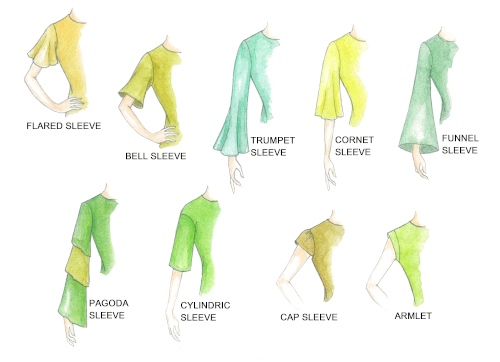 FLARED SLEEVE
BELL SLEEVE
TRUMPET
SLEEVE
CORNET
SLEEVE
FUNNEL
SLEEVE
PAGODA
SLEEVE
CYLINDRIC
SLEEVE
CAP SLEEVE
ARMLET